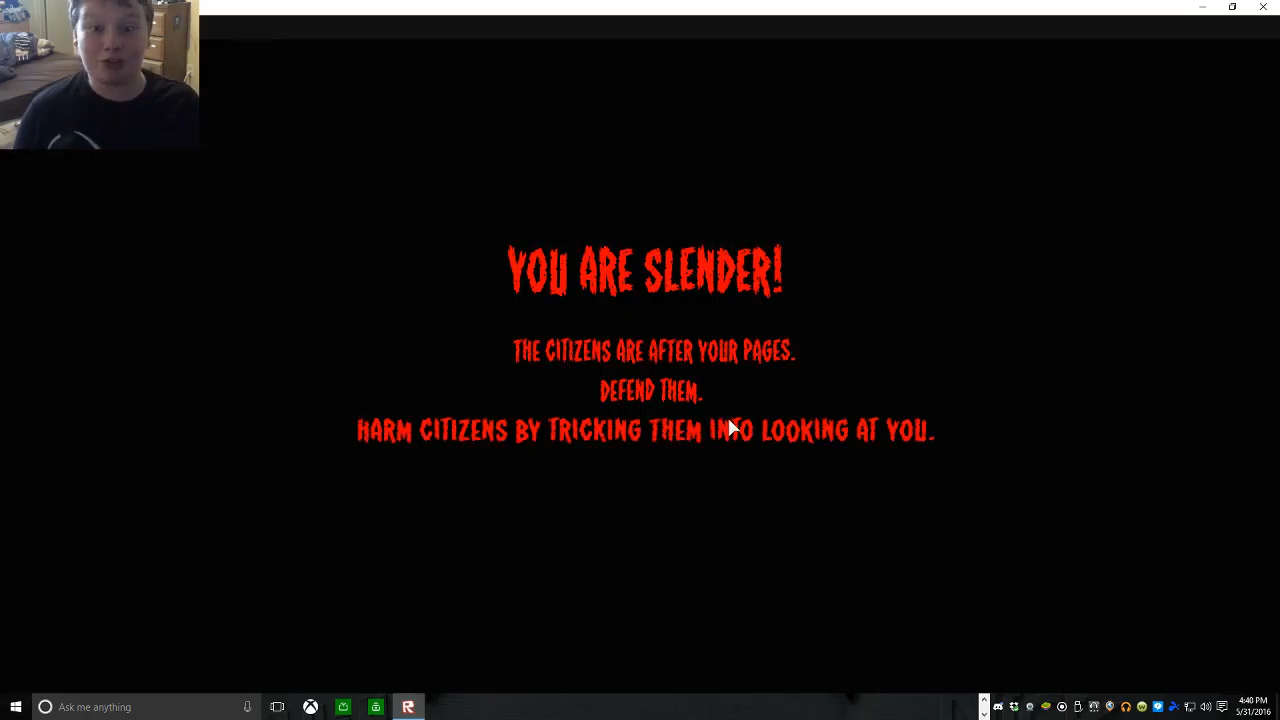 YOU ARE SLENDER!
THE CITIZENS ARE AFTER YOUR PAGES.
DEFEND THEM.
HARM CITIZENS BY TRICKING THEM INTO LOOKING AT YOU.
Ask me anything
4:40 PM
5/31/2016